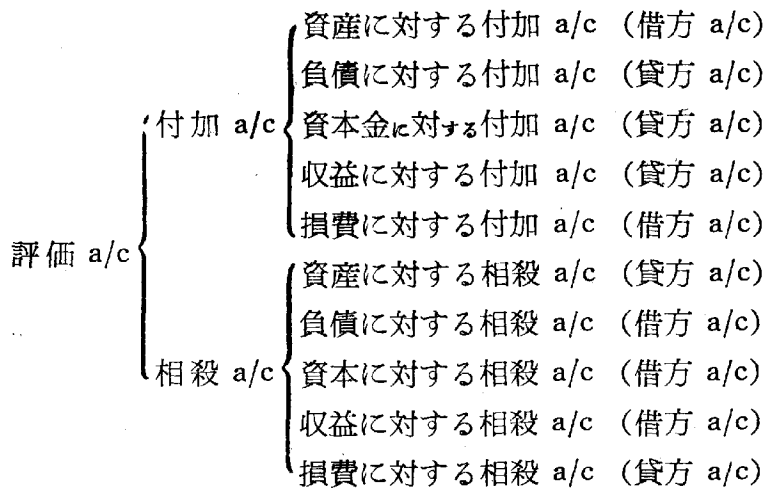 資産に対する付加 a/c (借方 a/c)
負債に対する付加 a/c (貸方 a/c)
付加 a/c
資本金に対する付加 a/c (貸方 a/c)
収益に対する付加 a/c (貸方 a/c)
損費に対する付加 a/c (借方 a/c)
評価 a/c
資産に対する相殺 a/c (貸方 a/c)
負債に対する相殺 a/c (借方 a/c)
相殺 a/c
資本に対する相殺 a/c (借方 a/c)
収益に対する相殺 a/c (借方 a/c)
損費に対する相殺 a/c (貸方 a/c)